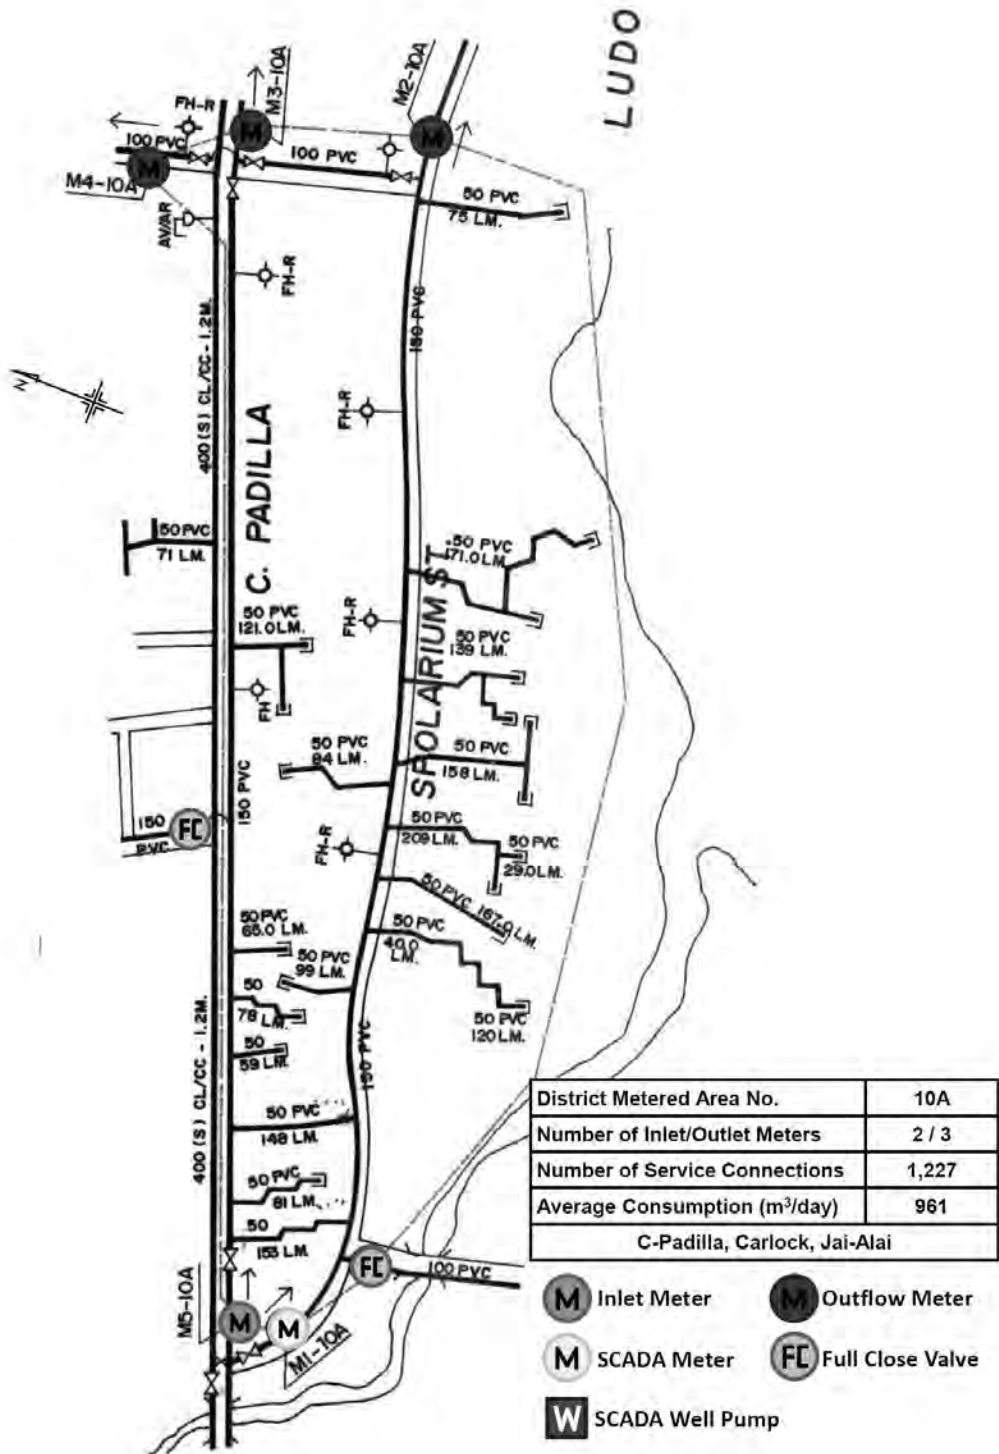 LUDO
M3-10A
M2-10A
FH-R
100 PVC
100 PVC
M
M
M
M4-10A
50 PVC
75 LM.
AV/AR
FH-R
150 PVC
400 (S) CL/CC - 1.2M.
N
FH-R
C. PADILLA
50 PVC
71 LM.
.50 PVC
171.0 LM.
SPOLARIUM ST.
50 PVC
121.0 LM.
FH-R
50 PVC
139 LM.
FH
50 PVC
84 LM.
50 PVC
158 LM.
150 PVC
150
PVC
FC
50 PVC
209 LM.
FH-R
50 PVC
29.0 LM.
50 PVC 167.0 LM.
50 PVC
65.0 LM.
50 PVC
40.0
LM.
50 PVC
99 LM.
50
78 LM.
50 PVC
120 LM.
50
59 LM.
150 PVC
400 (S) CL/CC - 1.2M.
50 PVC
148 LM.
50 PVC
81 LM.
50
153 LM.
FC
100 PVC
M5-10A
M
M
M1-10A
District Metered Area No. 10A
Number of Inlet/Outlet Meters 2 / 3
Number of Service Connections 1,227
Average Consumption (m³/day) 961
C-Padilla, Carlock, Jai-Alai
M Inlet Meter
M Outflow Meter
M SCADA Meter
FC Full Close Valve
W SCADA Well Pump